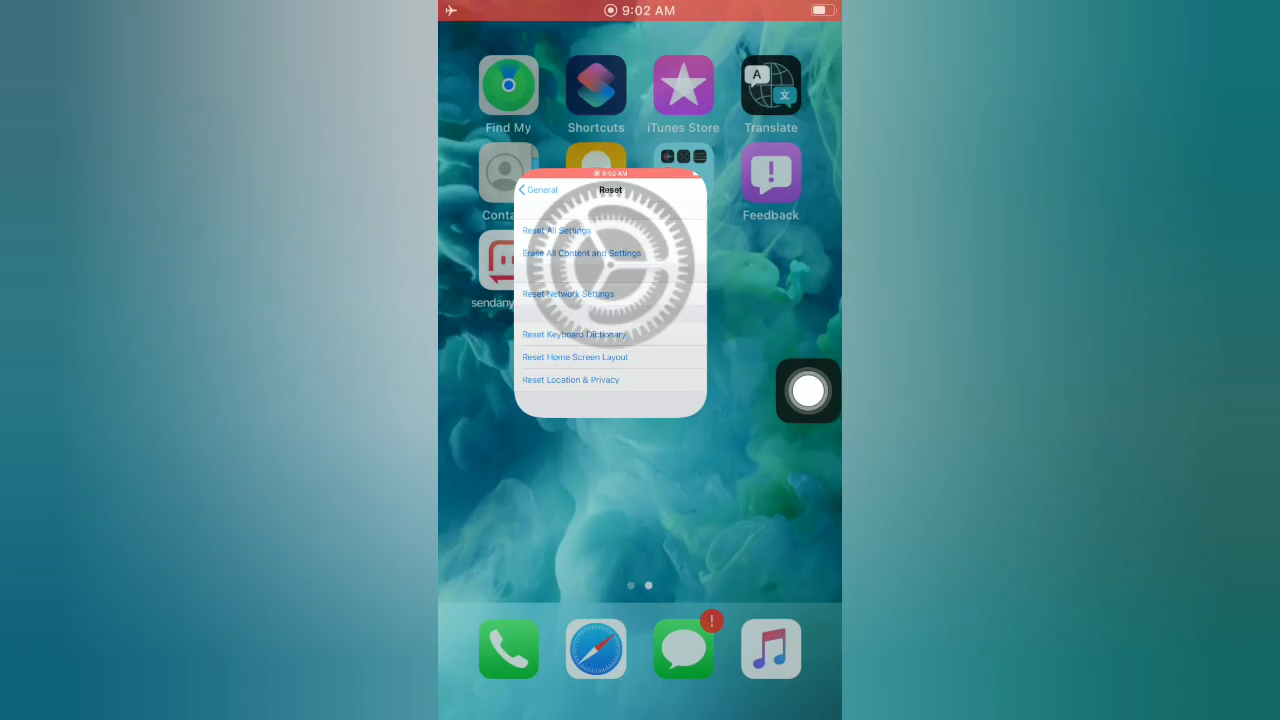 9:02 AM
A
文
Find My
Shortcuts
iTunes Store
Translate
9:02 AM
General
Reset
Conta
Feedback
Reset All Settings
Erase All Content and Settings
Reset Network Settings
sendany
Reset Keyboard Dictionary
Reset Home Screen Layout
Reset Location & Privacy